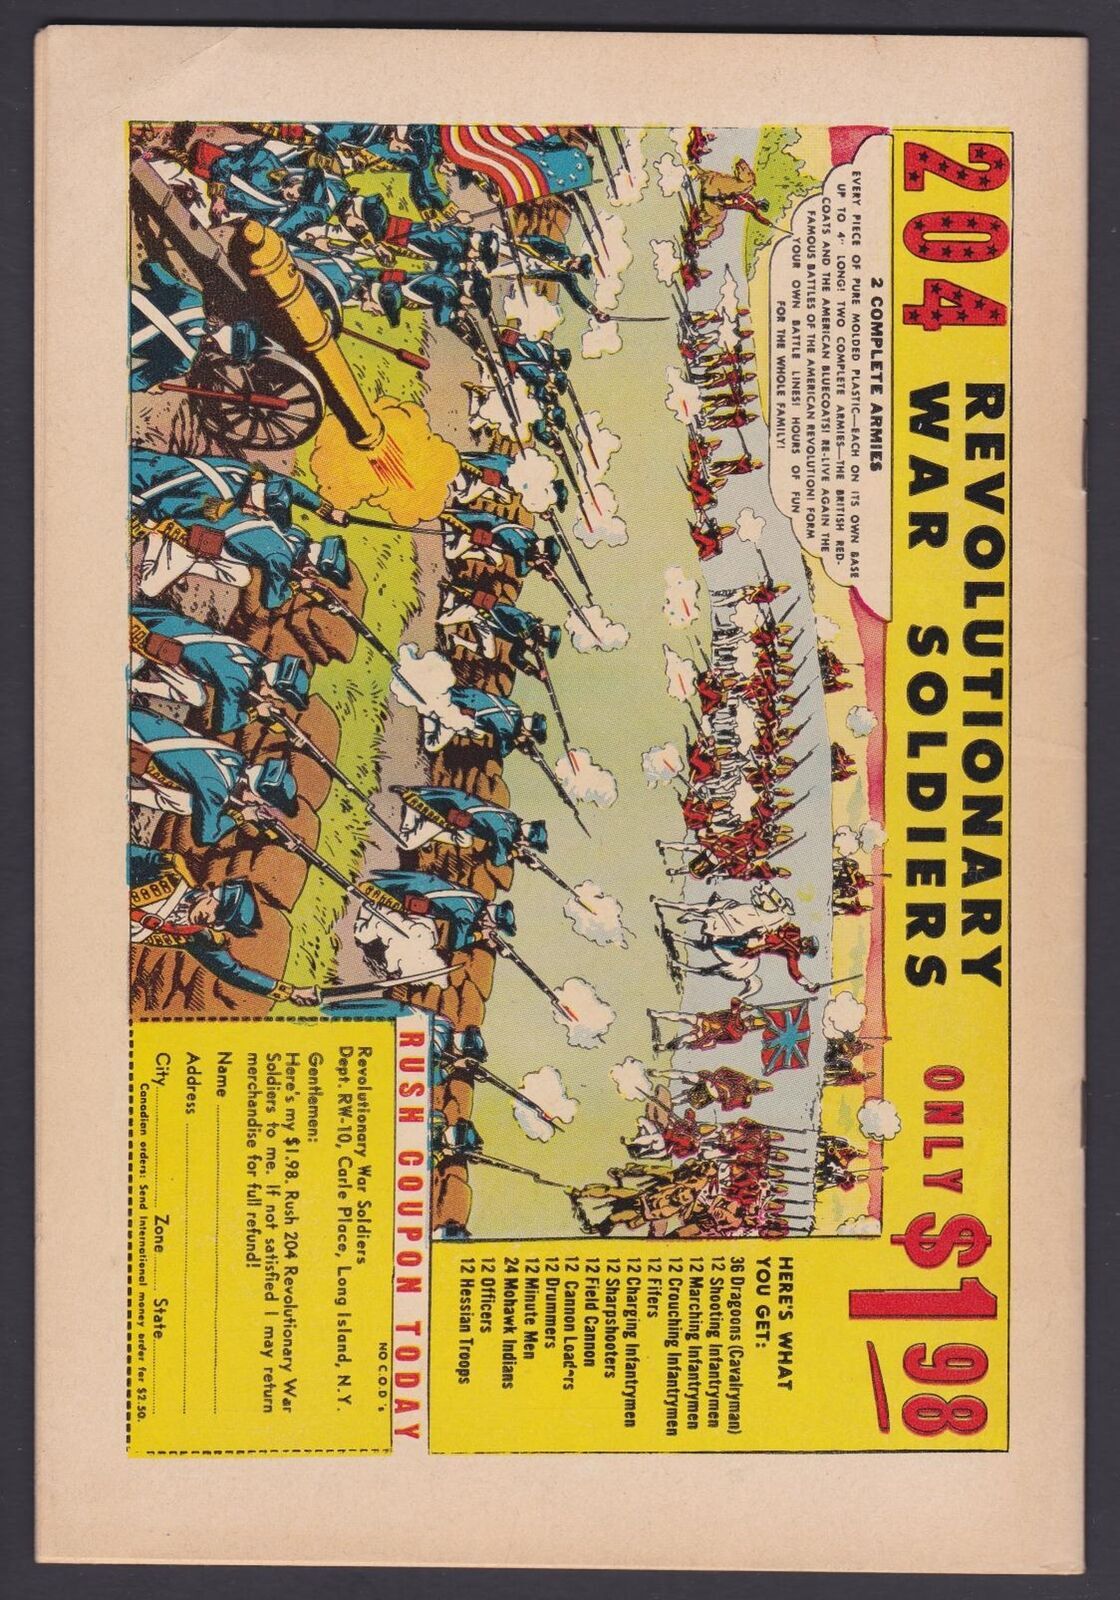 204 REVOLUTIONARY
WAR SOLDIERS
ONLY $1.98
2 COMPLETE ARMIES
EVERY PIECE OF PURE MOLDED PLASTIC—EACH ON ITS OWN BASE
UP TO 4" LONG! TWO COMPLETE ARMIES—THE BRITISH RED-
COATS AND THE AMERICAN BLUECOATS! RE-LIVE AGAIN THE
FAMOUS BATTLES OF THE AMERICAN REVOLUTION! FORM
YOUR OWN BATTLE LINES! HOURS OF FUN
FOR THE WHOLE FAMILY!
HERE'S WHAT
YOU GET:
36 Dragoons (Cavalryman)
12 Shooting Infantrymen
12 Marching Infantrymen
12 Crouching Infantrymen
12 Fifers
12 Charging Infantrymen
12 Sharpshooters
12 Field Cannon
12 Cannon Loaders
12 Drummers
12 Minute Men
24 Mohawk Indians
12 Officers
12 Hessian Troops
RUSH COUPON TODAY
NO C.O.D's
Revolutionary War Soldiers
Dept. RW-10, Carle Place, Long Island, N.Y.
Gentlemen:
Here's my $1.98. Rush 204 Revolutionary War
Soldiers to me. If not satisfied I may return
merchandise for full refund!
Name
Address
City Zone State
Canadian orders: Send International money order for $2.50.